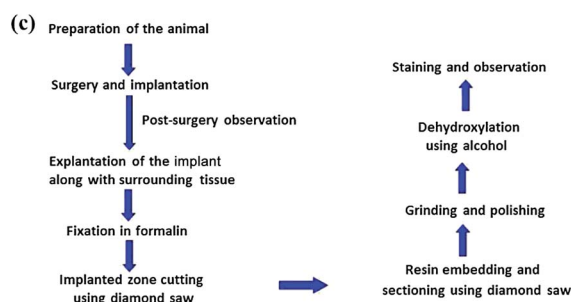 (c)
Preparation of the animal
Surgery and implantation
Post-surgery observation
Explantation of the implant
along with surrounding tissue
Fixation in formalin
Implanted zone cutting
using diamond saw
Resin embedding and
sectioning using diamond saw
Grinding and polishing
Dehydroxylation
using alcohol
Staining and observation